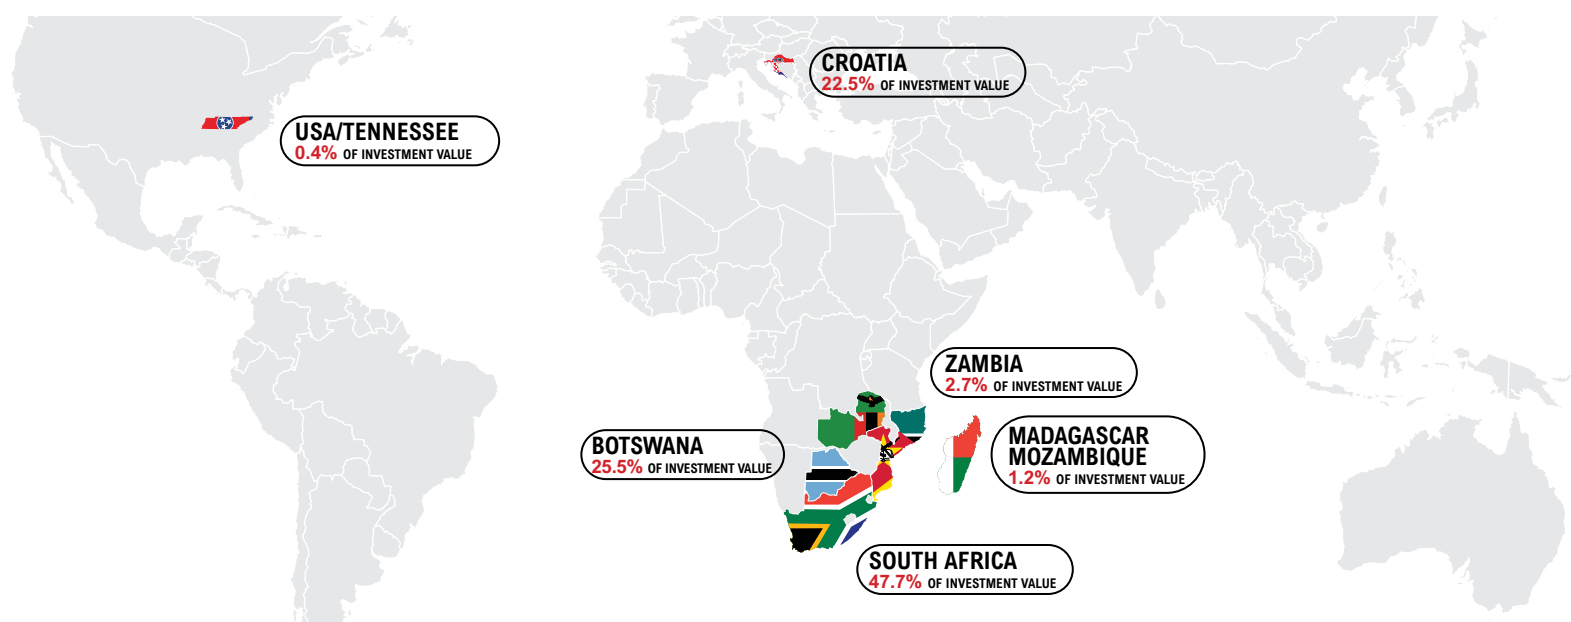 CROATIA
22.5% OF INVESTMENT VALUE
USA/TENNESSEE
0.4% OF INVESTMENT VALUE
ZAMBIA
2.7% OF INVESTMENT VALUE
BOTSWANA
25.5% OF INVESTMENT VALUE
MADAGASCAR
MOZAMBIQUE
1.2% OF INVESTMENT VALUE
SOUTH AFRICA
47.7% OF INVESTMENT VALUE